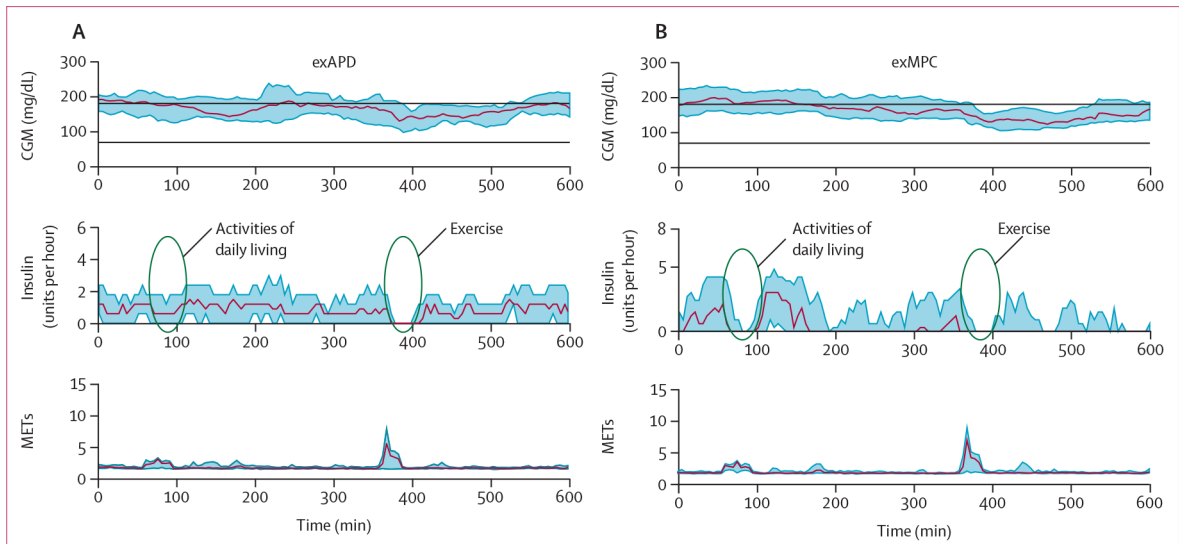 A
exAPD
CGM (mg/dL)
300
200
100
0
0 100 200 300 400 500 600
Insulin
(units per hour)
6
4
2
0
Activities of
daily living
Exercise
0 100 200 300 400 500 600
METs
15
10
5
0
0 100 200 300 400 500 600
Time (min)
B
exMPC
CGM (mg/dL)
300
200
100
0
0 100 200 300 400 500 600
Insulin
(units per hour)
8
5
0
Activities of
daily living
Exercise
0 100 200 300 400 500 600
METs
15
10
5
0
0 100 200 300 400 500 600
Time (min)